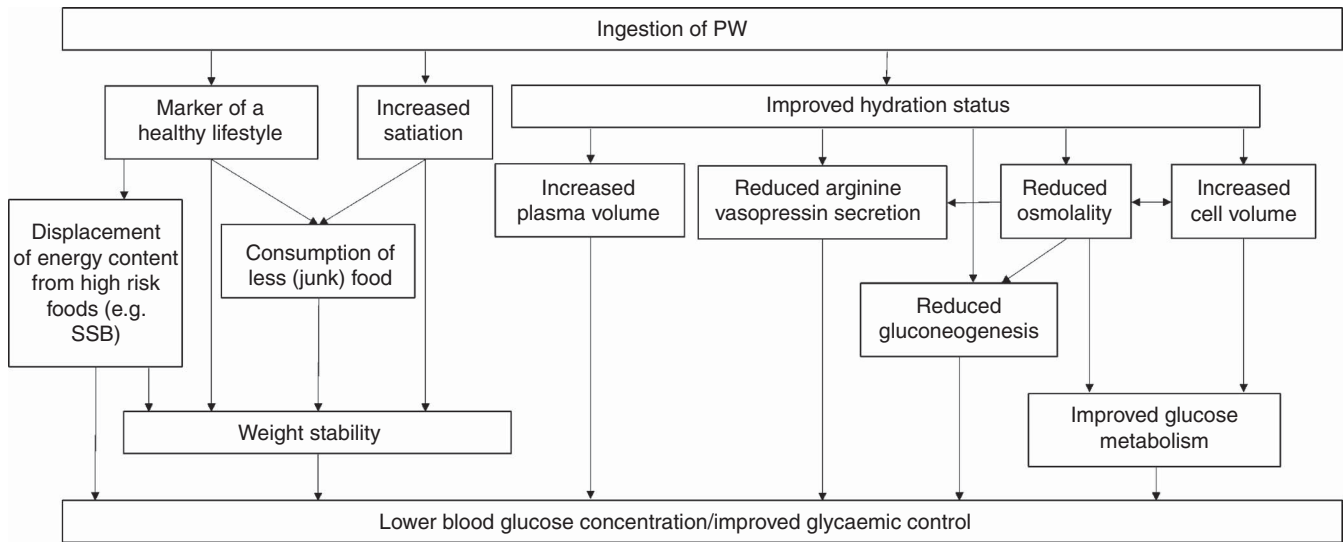 Ingestion of PW
Marker of a
healthy lifestyle
Increased
satiation
Improved hydration status
Increased
plasma volume
Reduced arginine
vasopressin secretion
Reduced
osmolality
Increased
cell volume
Displacement
of energy content
from high risk
foods (e.g.
SSB)
Consumption of
less (junk) food
Reduced
gluconeogenesis
Weight stability
Improved glucose
metabolism
Lower blood glucose concentration/improved glycaemic control